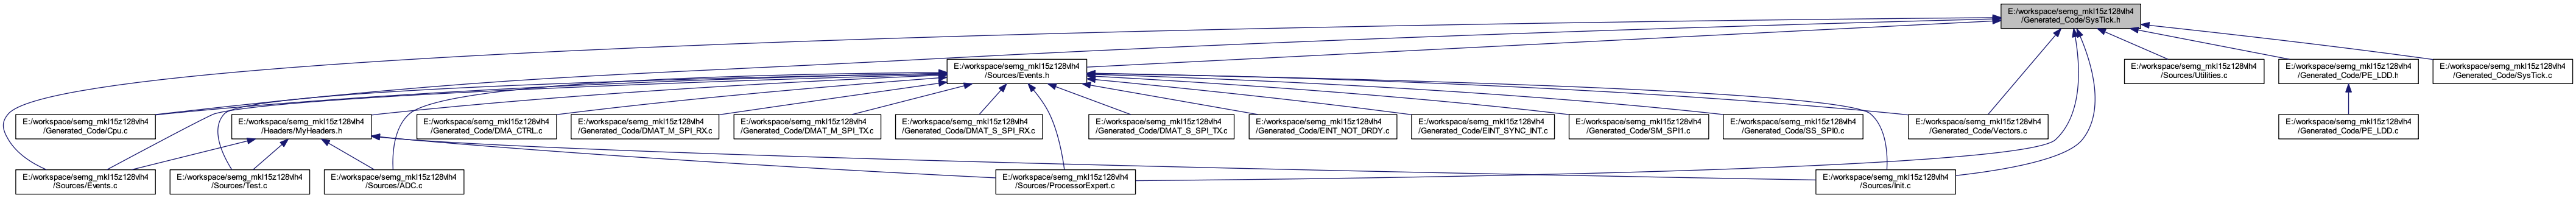 E:/workspace/semg_mkl15z128vlh4
/Generated_Code/SysTick.h
E:/workspace/semg_mkl15z128vlh4
/Sources/Events.h
E:/workspace/semg_mkl15z128vlh4
/Sources/Utilities.c
E:/workspace/semg_mkl15z128vlh4
/Generated_Code/PE_LDD.h
E:/workspace/semg_mkl15z128vlh4
/Generated_Code/SysTick.c
E:/workspace/semg_mkl15z128vlh4
/Generated_Code/Cpu.c
E:/workspace/semg_mkl15z128vlh4
/Headers/MyHeaders.h
E:/workspace/semg_mkl15z128vlh4
/Generated_Code/DMA_CTRL.c
E:/workspace/semg_mkl15z128vlh4
/Generated_Code/DMAT_M_SPI_RX.c
E:/workspace/semg_mkl15z128vlh4
/Generated_Code/DMAT_M_SPI_TX.c
E:/workspace/semg_mkl15z128vlh4
/Generated_Code/DMAT_S_SPI_RX.c
E:/workspace/semg_mkl15z128vlh4
/Generated_Code/DMAT_S_SPI_TX.c
E:/workspace/semg_mkl15z128vlh4
/Generated_Code/EINT_NOT_DRDY.c
E:/workspace/semg_mkl15z128vlh4
/Generated_Code/EINT_SYNC_INT.c
E:/workspace/semg_mkl15z128vlh4
/Generated_Code/SM_SPI1.c
E:/workspace/semg_mkl15z128vlh4
/Generated_Code/SS_SPI0.c
E:/workspace/semg_mkl15z128vlh4
/Generated_Code/Vectors.c
E:/workspace/semg_mkl15z128vlh4
/Generated_Code/PE_LDD.c
E:/workspace/semg_mkl15z128vlh4
/Sources/Events.c
E:/workspace/semg_mkl15z128vlh4
/Sources/Test.c
E:/workspace/semg_mkl15z128vlh4
/Sources/ADC.c
E:/workspace/semg_mkl15z128vlh4
/Sources/ProcessorExpert.c
E:/workspace/semg_mkl15z128vlh4
/Sources/Init.c